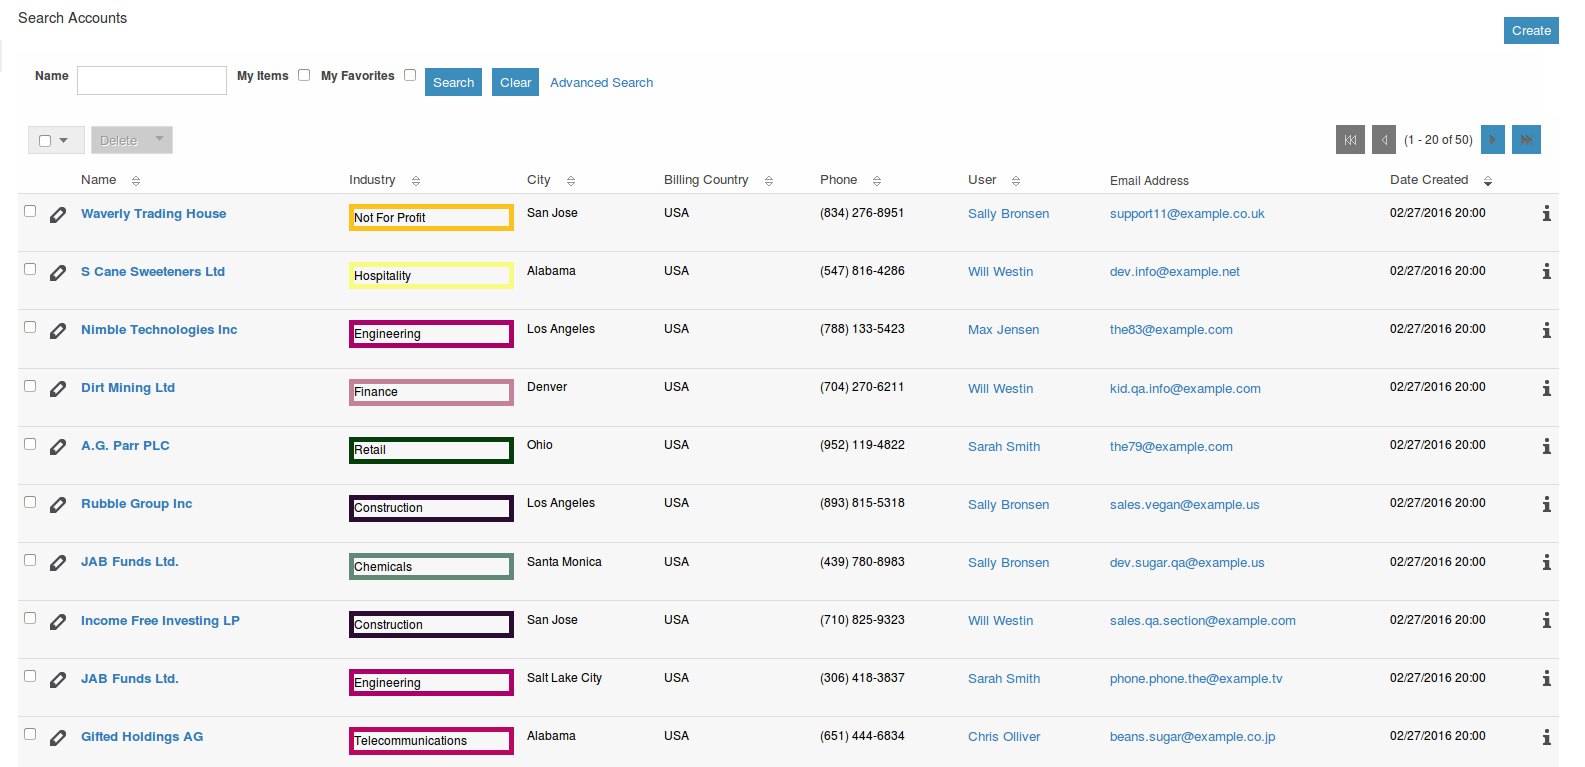 Search Accounts
Create
Name My Items My Favorites Search Clear Advanced Search
Delete (1 - 20 of 50)
Name Industry City Billing Country Phone User Email Address Date Created
Waverly Trading House Not For Profit San Jose USA (834) 276-8951 Sally Bronsen support11@example.co.uk 02/27/2016 20:00
S Cane Sweeteners Ltd Hospitality Alabama USA (547) 816-4286 Will Westin dev.info@example.net 02/27/2016 20:00
Nimble Technologies Inc Engineering Los Angeles USA (788) 133-5423 Max Jensen the83@example.com 02/27/2016 20:00
Dirt Mining Ltd Finance Denver USA (704) 270-6211 Will Westin kid.qa.info@example.com 02/27/2016 20:00
A.G. Parr PLC Retail Ohio USA (952) 119-4822 Sarah Smith the79@example.com 02/27/2016 20:00
Rubble Group Inc Construction Los Angeles USA (893) 815-5318 Sally Bronsen sales.vegan@example.us 02/27/2016 20:00
JAB Funds Ltd. Chemicals Santa Monica USA (439) 780-8983 Sally Bronsen dev.sugar.qa@example.us 02/27/2016 20:00
Income Free Investing LP Construction San Jose USA (710) 825-9323 Will Westin sales.qa.section@example.com 02/27/2016 20:00
JAB Funds Ltd. Engineering Salt Lake City USA (306) 418-3837 Sarah Smith phone.phone.the@example.tv 02/27/2016 20:00
Gifted Holdings AG Telecommunications Alabama USA (651) 444-6834 Chris Olliver beans.sugar@example.co.jp 02/27/2016 20:00